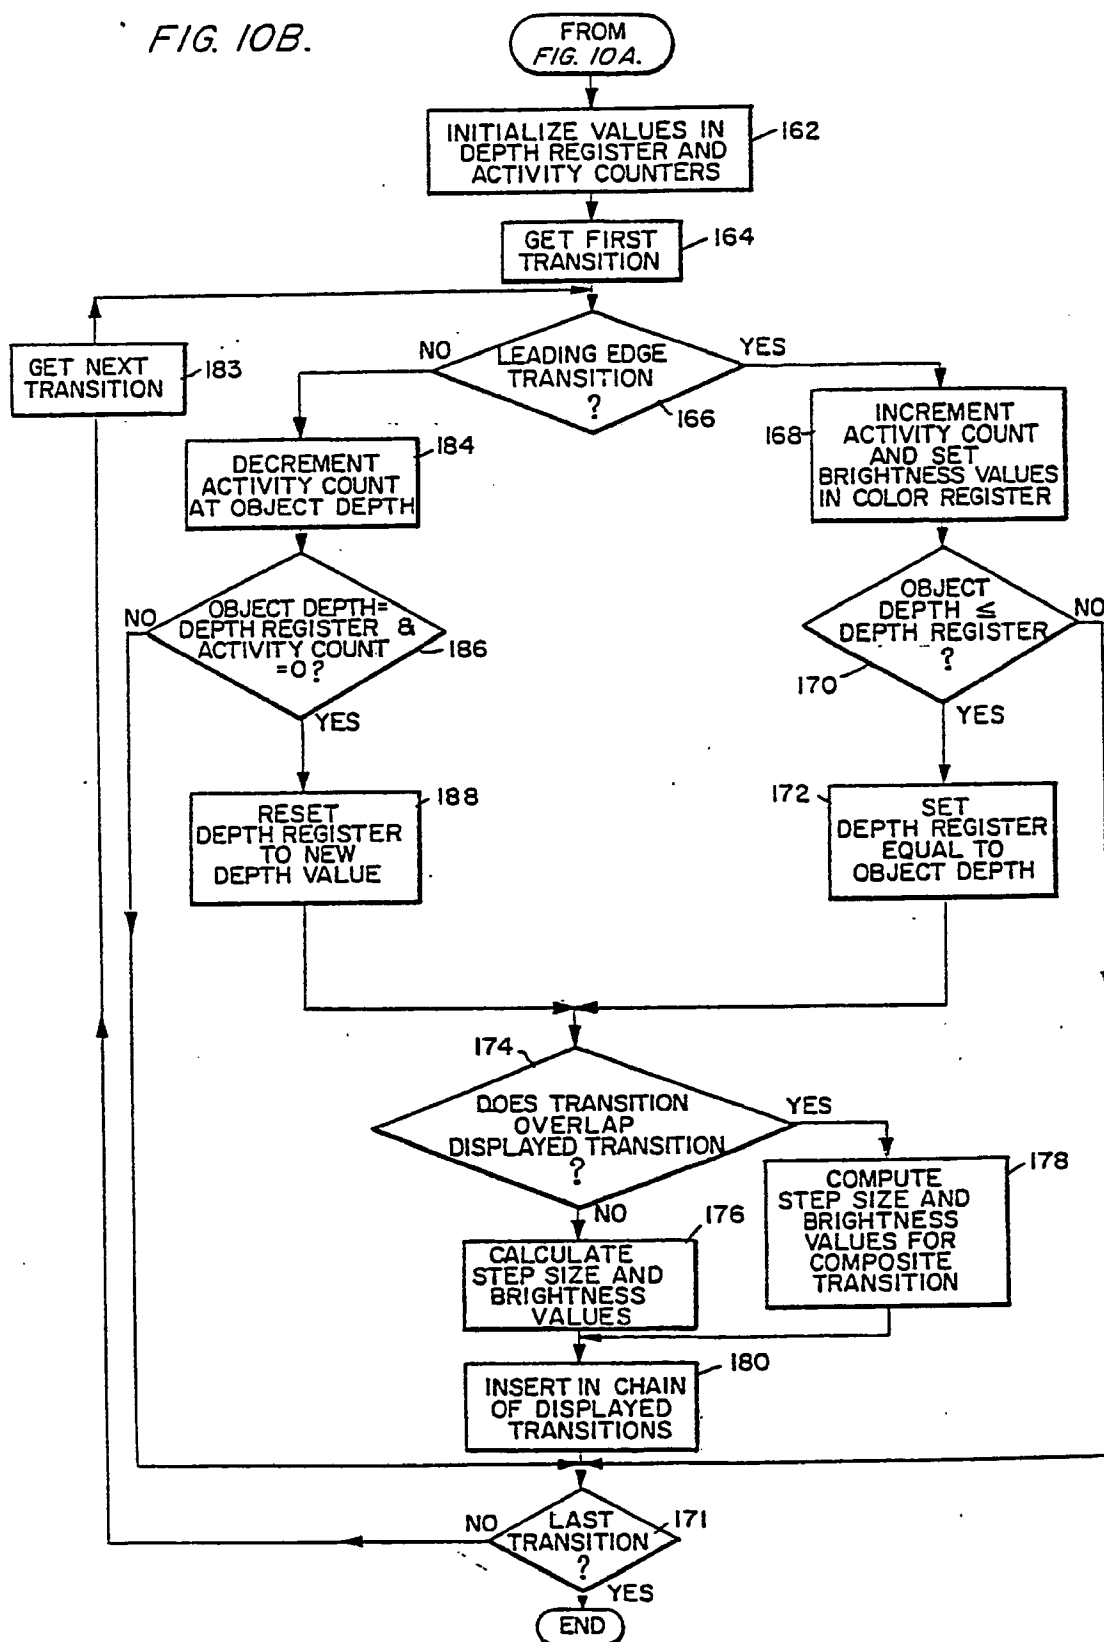 FIG. 10B.
FROM
FIG. 10A.
INITIALIZE VALUES IN
DEPTH REGISTER AND
ACTIVITY COUNTERS
162
GET FIRST
TRANSITION
164
GET NEXT
TRANSITION
183
NO
LEADING EDGE
TRANSITION
?
YES
166
184
DECREMENT
ACTIVITY COUNT
AT OBJECT DEPTH
168
INCREMENT
ACTIVITY COUNT
AND SET
BRIGHTNESS VALUES
IN COLOR REGISTER
NO
OBJECT DEPTH=
DEPTH REGISTER &
ACTIVITY COUNT
=0?
186
YES
OBJECT
DEPTH ≤
DEPTH REGISTER
?
NO
170
YES
188
RESET
DEPTH REGISTER
TO NEW
DEPTH VALUE
172
SET
DEPTH REGISTER
EQUAL TO
OBJECT DEPTH
174
DOES TRANSITION
OVERLAP
DISPLAYED TRANSITION
?
YES
NO
176
CALCULATE
STEP SIZE AND
BRIGHTNESS
VALUES
178
COMPUTE
STEP SIZE AND
BRIGHTNESS
VALUES FOR
COMPOSITE
TRANSITION
180
INSERT IN CHAIN
OF DISPLAYED
TRANSITIONS
NO
LAST
TRANSITION
?
171
YES
END